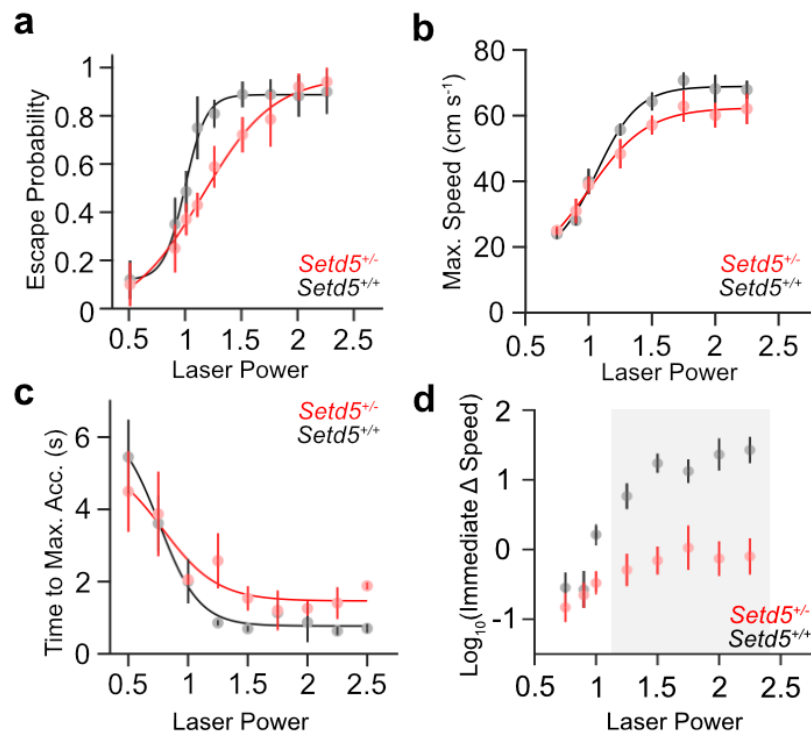 a
Escape Probability
1
0.8
0.6
0.4
0.2
0
Setd5+/-
Setd5+/+
0.5 1 1.5 2 2.5
Laser Power
b
Max. Speed (cm s-1)
80
60
40
20
0
Setd5+/-
Setd5+/+
0.5 1 1.5 2 2.5
Laser Power
c
Time to Max. Acc. (s)
Setd5+/-
Setd5+/+
6
4
2
0
0.5 1 1.5 2 2.5
Laser Power
d
Log10(Immediate Δ Speed)
2
1
-0
-1
Setd5+/-
Setd5+/+
0.5 1 1.5 2 2.5
Laser Power